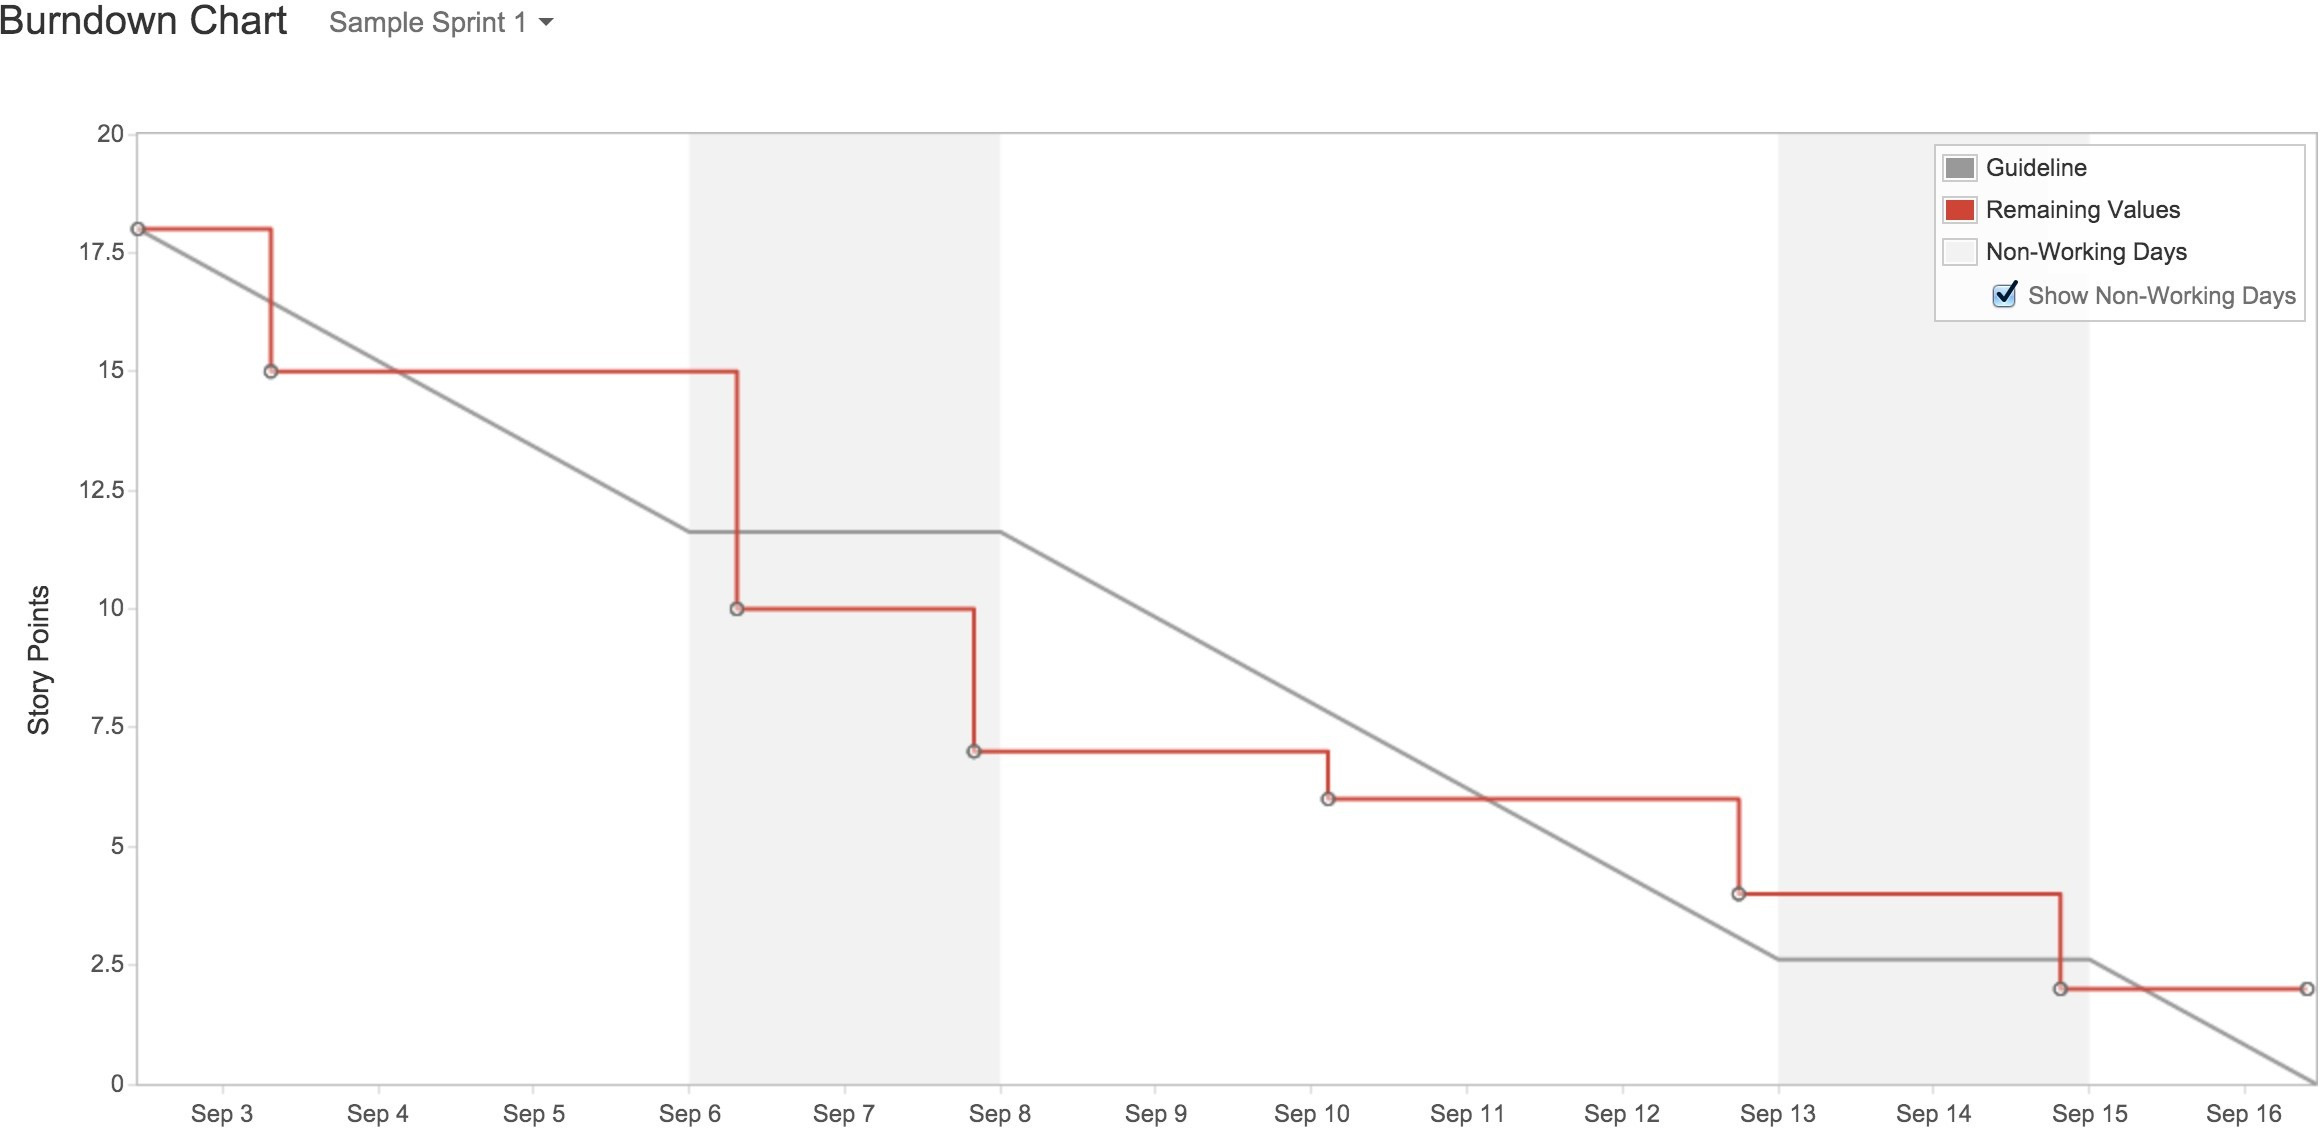 Burndown Chart Sample Sprint 1
20
17.5
15
12.5
10
7.5
5
2.5
0
Story Points
Guideline
Remaining Values
Non-Working Days
Show Non-Working Days
Sep 3 Sep 4 Sep 5 Sep 6 Sep 7 Sep 8 Sep 9 Sep 10 Sep 11 Sep 12 Sep 13 Sep 14 Sep 15 Sep 16